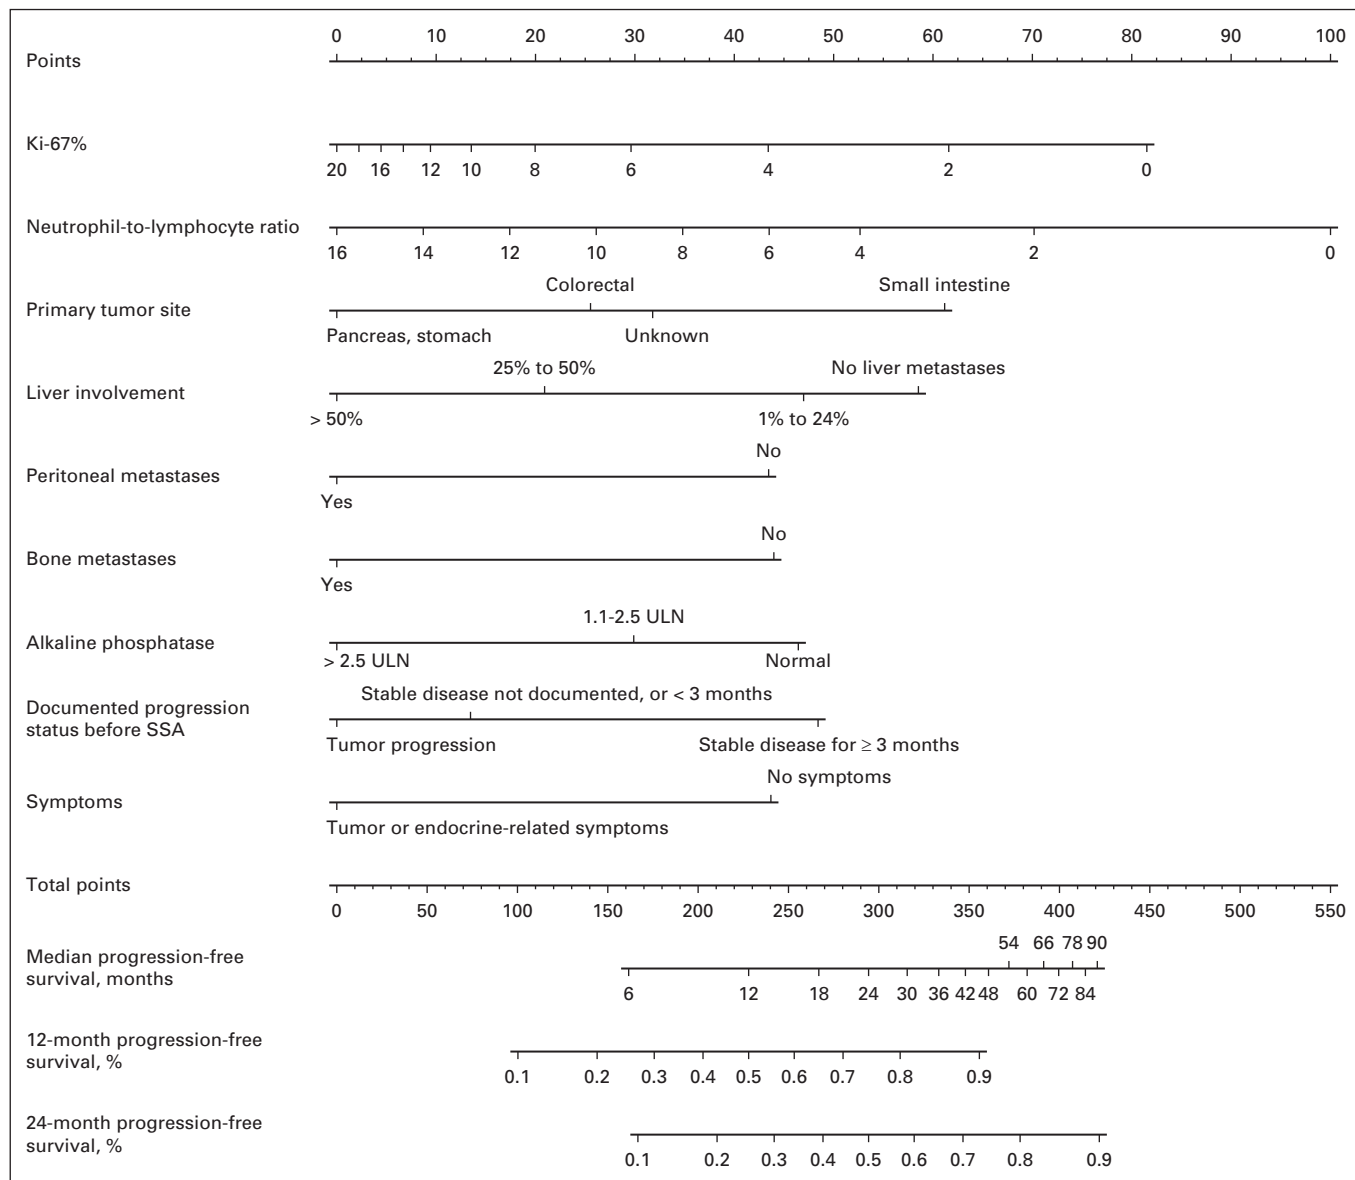 0 10 20 30 40 50 60 70 80 90 100
Points
Ki-67%
20 16 12 10 8 6 4 2 0
Neutrophil-to-lymphocyte ratio
16 14 12 10 8 6 4 2 0
Colorectal Small intestine
Primary tumor site
Pancreas, stomach Unknown
25% to 50% No liver metastases
Liver involvement
> 50% 1% to 24%
No
Peritoneal metastases
Yes
No
Bone metastases
Yes
1.1-2.5 ULN
Alkaline phosphatase
> 2.5 ULN Normal
Stable disease not documented, or < 3 months
Documented progression
status before SSA
Tumor progression Stable disease for ≥ 3 months
No symptoms
Symptoms
Tumor or endocrine-related symptoms
Total points
0 50 100 150 200 250 300 350 400 450 500 550
54 66 78 90
Median progression-free
survival, months
6 12 18 24 30 36 42 48 60 72 84
12-month progression-free
survival, %
0.1 0.2 0.3 0.4 0.5 0.6 0.7 0.8 0.9
24-month progression-free
survival, %
0.1 0.2 0.3 0.4 0.5 0.6 0.7 0.8 0.9